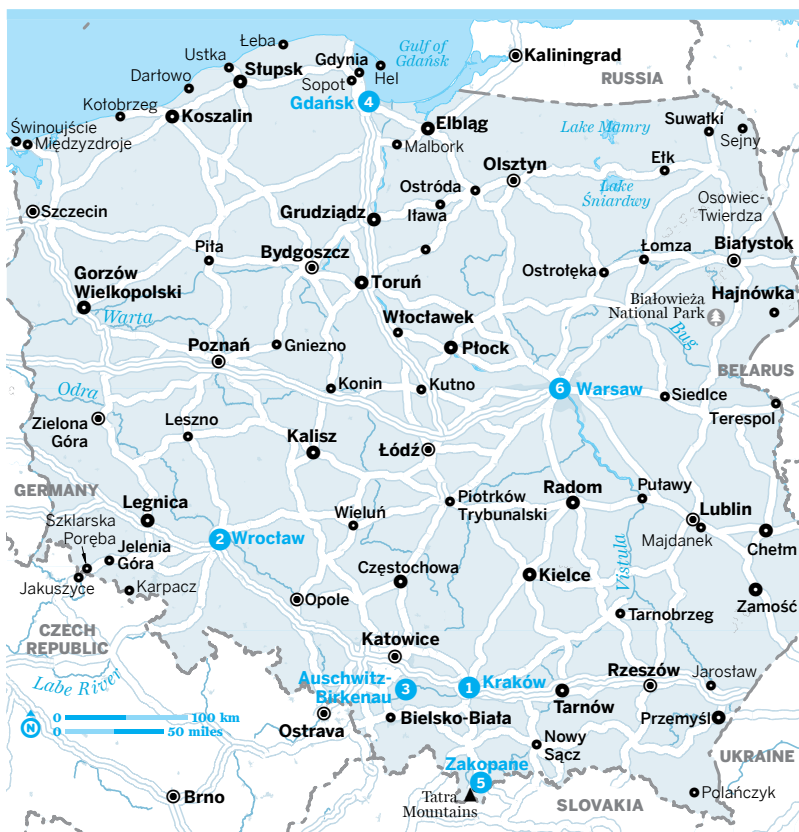 Łeba
Ustka
Gdynia
Gulf of
Gdańsk
Kaliningrad
Darłowo
Słupsk
Sopot
Hel
RUSSIA
Kołobrzeg
Gdańsk
4
Koszalin
Elbląg
Lake Mamry
Suwałki
Sejny
Świnoujście
Międzyzdroje
Malbork
Olsztyn
Ełk
Ostróda
Lake
Śniardwy
Osowiec-
Twierdza
Szczecin
Grudziądz
Iława
Piła
Bydgoszcz
Łomza
Białystok
Gorzów
Wielkopolski
Toruń
Ostrołęka
Białowieża
National Park
Hajnówka
Warta
Włocławek
Bug
Poznań
Gniezno
Płock
BELARUS
Odra
Konin
Kutno
6
Warsaw
Siedlce
Terespol
Zielona
Góra
Leszno
Kalisz
Łódź
GERMANY
Legnica
Wieluń
Piotrków
Trybunalski
Radom
Puławy
Lublin
Szklarska
Poręba
2
Wrocław
Majdanek
Chełm
Jelenia
Góra
Jakuszyce
Karpacz
Częstochowa
Kielce
Vistula
Opole
Zamość
Tarnobrzeg
CZECH
REPUBLIC
Katowice
Labe River
Auschwitz-
Birkenau
3
1
Kraków
Rzeszów
Jarosław
Tarnów
0
100 km
0
50 miles
N
Ostrava
Bielsko-Biała
Przemyśl
Nowy
Sącz
UKRAINE
Zakopane
5
Brno
Tatra
Mountains
SLOVAKIA
Polańczyk